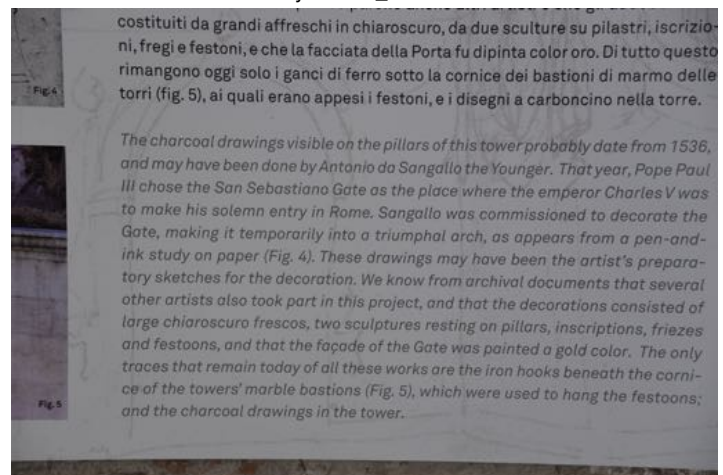 costituiti da grandi affreschi in chiaroscuro, da due sculture su pilastri, iscrizio-
ni, fregi e festoni, e che la facciata della Porta fu dipinta color oro. Di tutto questo
rimangono oggi solo i ganci di ferro sotto la cornice dei bastioni di marmo delle
torri (fig. 5), ai quali erano appesi i festoni, e i disegni a carboncino nella torre.
Fig.4
The charcoal drawings visible on the pillars of this tower probably date from 1536,
and may have been done by Antonio da Sangallo the Younger. That year, Pope Paul
III chose the San Sebastiano Gate as the place where the emperor Charles V was
to make his solemn entry in Rome. Sangallo was commissioned to decorate the
Gate, making it temporarily into a triumphal arch, as appears from a pen-and-
ink study on paper (Fig. 4). These drawings may have been the artist's prepara-
tory sketches for the decoration. We know from archival documents that several
other artists also took part in this project, and that the decorations consisted of
large chiaroscuro frescos, two sculptures resting on pillars, inscriptions, friezes
and festoons, and that the façade of the Gate was painted a gold color. The only
traces that remain today of all these works are the iron hooks beneath the corni-
ce of the towers' marble bastions (Fig. 5), which were used to hang the festoons;
and the charcoal drawings in the tower.
Fig.5